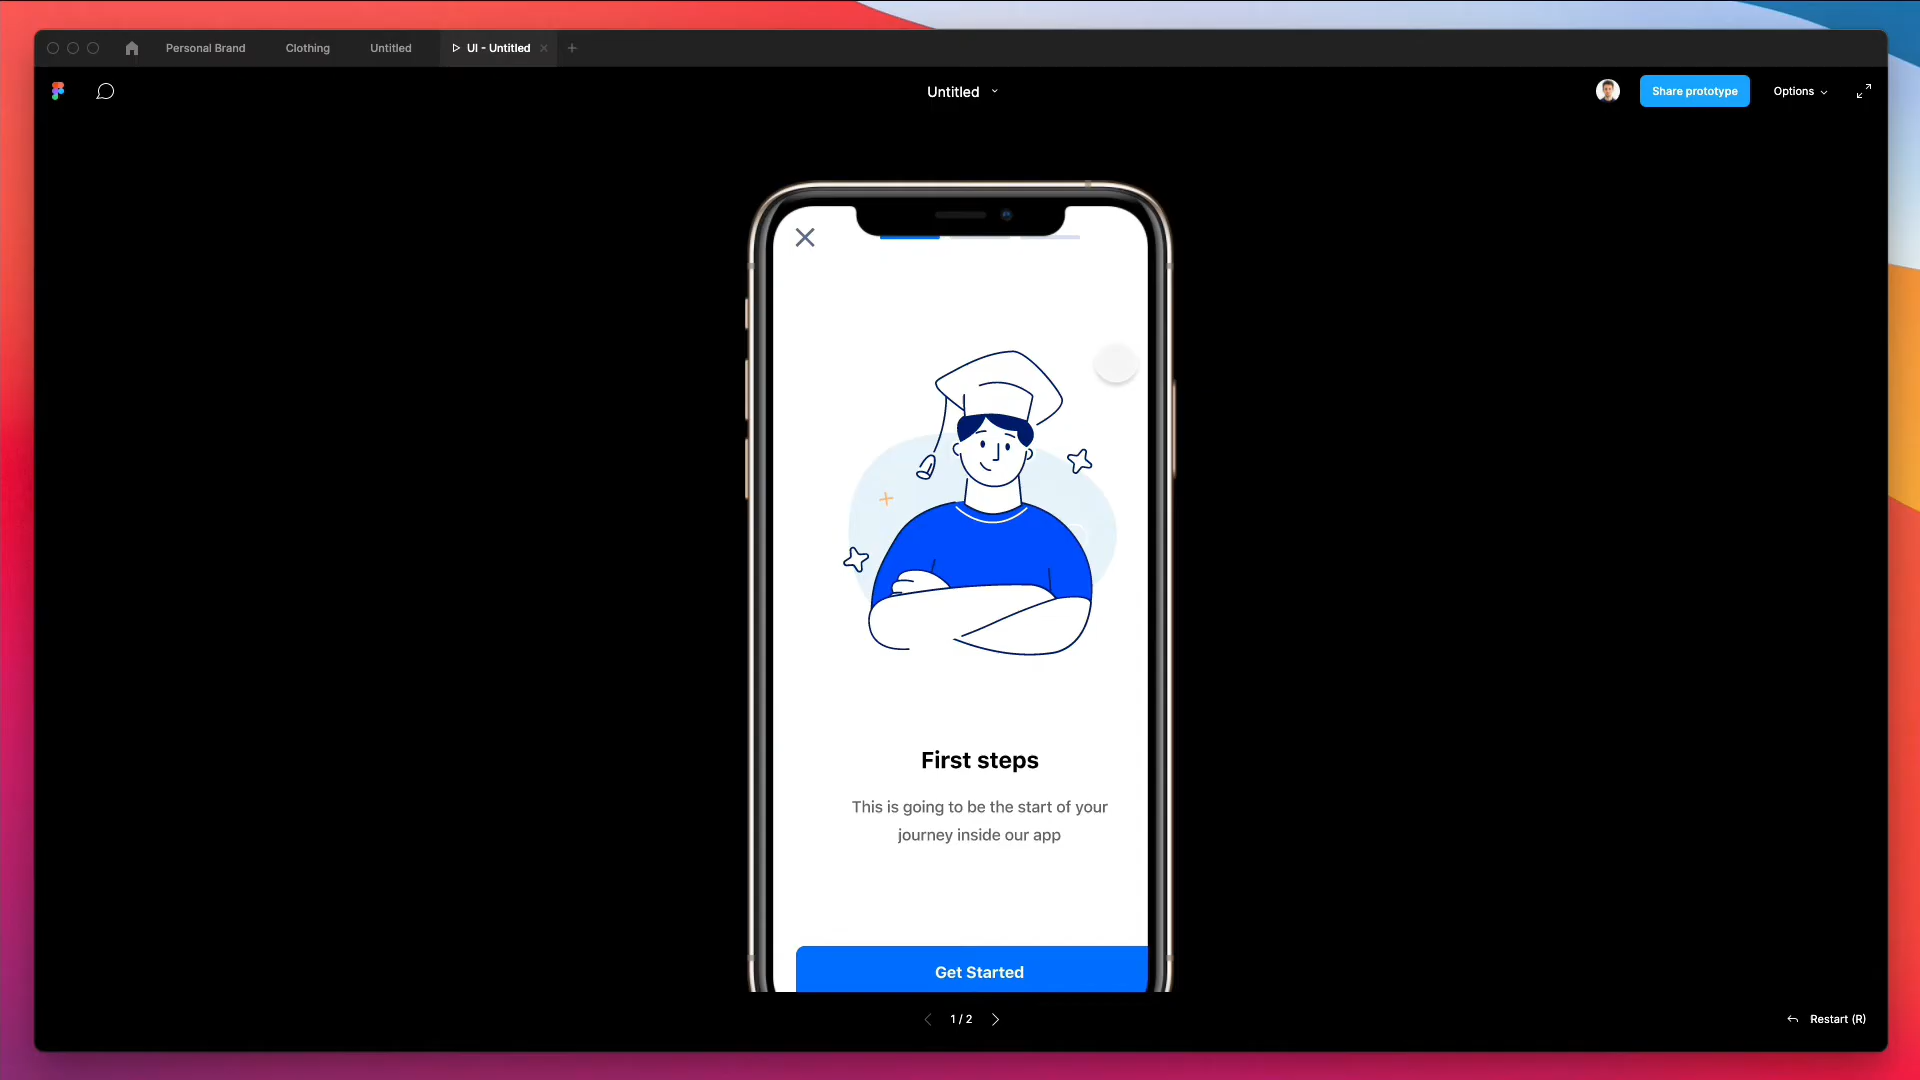 Personal Brand
Clothing
Untitled
UI - Untitled
Untitled
Share prototype
Options
First steps
This is going to be the start of your
journey inside our app
Get Started
1 / 2
Restart (R)